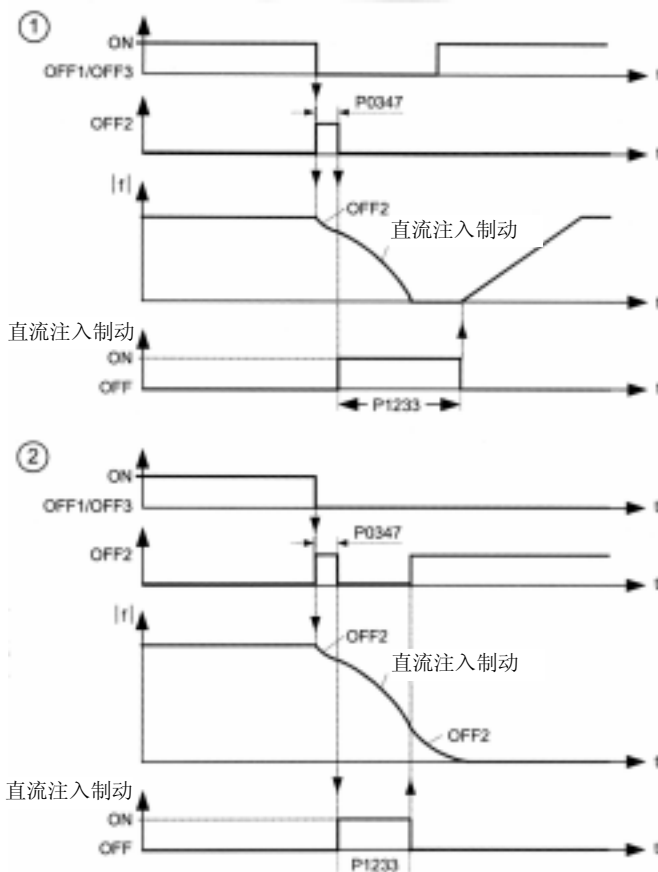 ①
ON
OFF1/OFF3
t
P0347
OFF2
t
|f|
OFF2
直流注入制动
t
直流注入制动
ON
OFF
t
P1233
②
ON
OFF1/OFF3
t
P0347
OFF2
t
|f|
OFF2
直流注入制动
OFF2
t
直流注入制动
ON
OFF
t
P1233